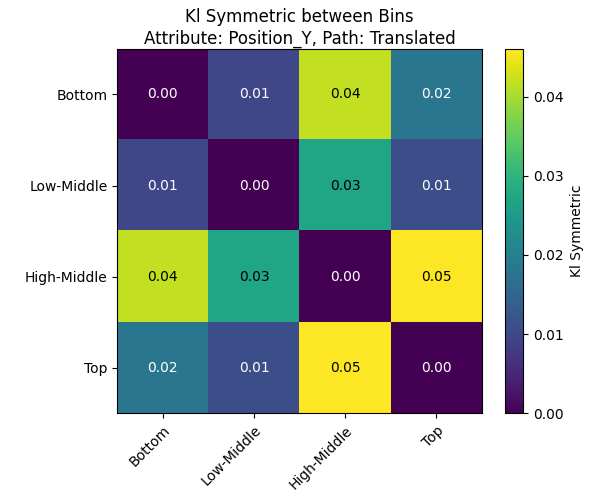 Kl Symmetric between Bins
Attribute: Position_Y, Path: Translated
Bottom 0.00 0.01 0.04 0.02
Low-Middle 0.01 0.00 0.03 0.01
High-Middle 0.04 0.03 0.00 0.05
Top 0.02 0.01 0.05 0.00
Bottom Low-Middle High-Middle Top
0.04
0.03
0.02
0.01
0.00
Kl Symmetric